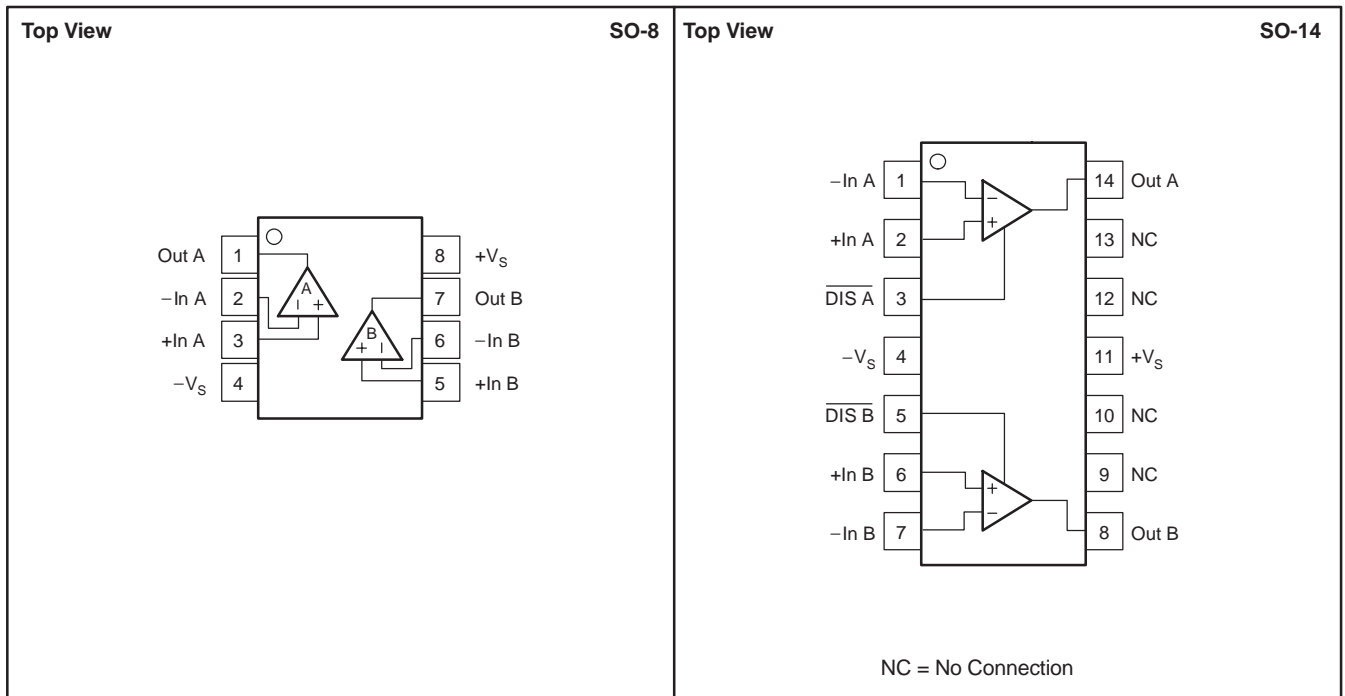 Top View SO-8
Out A 1 8 +VS
−In A 2 7 Out B
+In A 3 6 −In B
−VS 4 5 +In B
A
− +
B
+ −
Top View SO-14
−In A 1 14 Out A
+In A 2 13 NC
DIS A 3 12 NC
−VS 4 11 +VS
DIS B 5 10 NC
+In B 6 9 NC
−In B 7 8 Out B
−
+
+
−
NC = No Connection